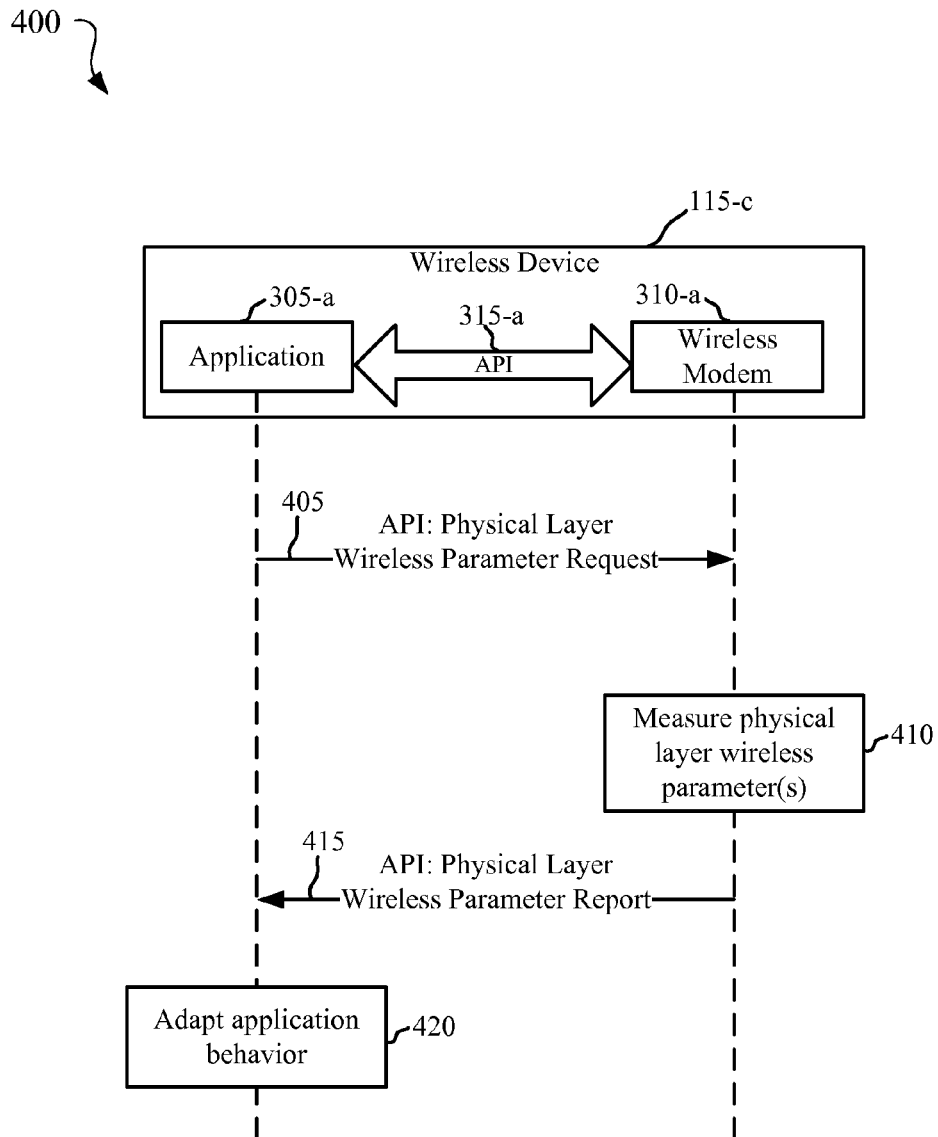 400
115-c
Wireless Device
305-a
315-a
310-a
Application
API
Wireless
Modem
405
API: Physical Layer
Wireless Parameter Request
Measure physical
layer wireless
parameter(s)
410
415
API: Physical Layer
Wireless Parameter Report
Adapt application
behavior
420